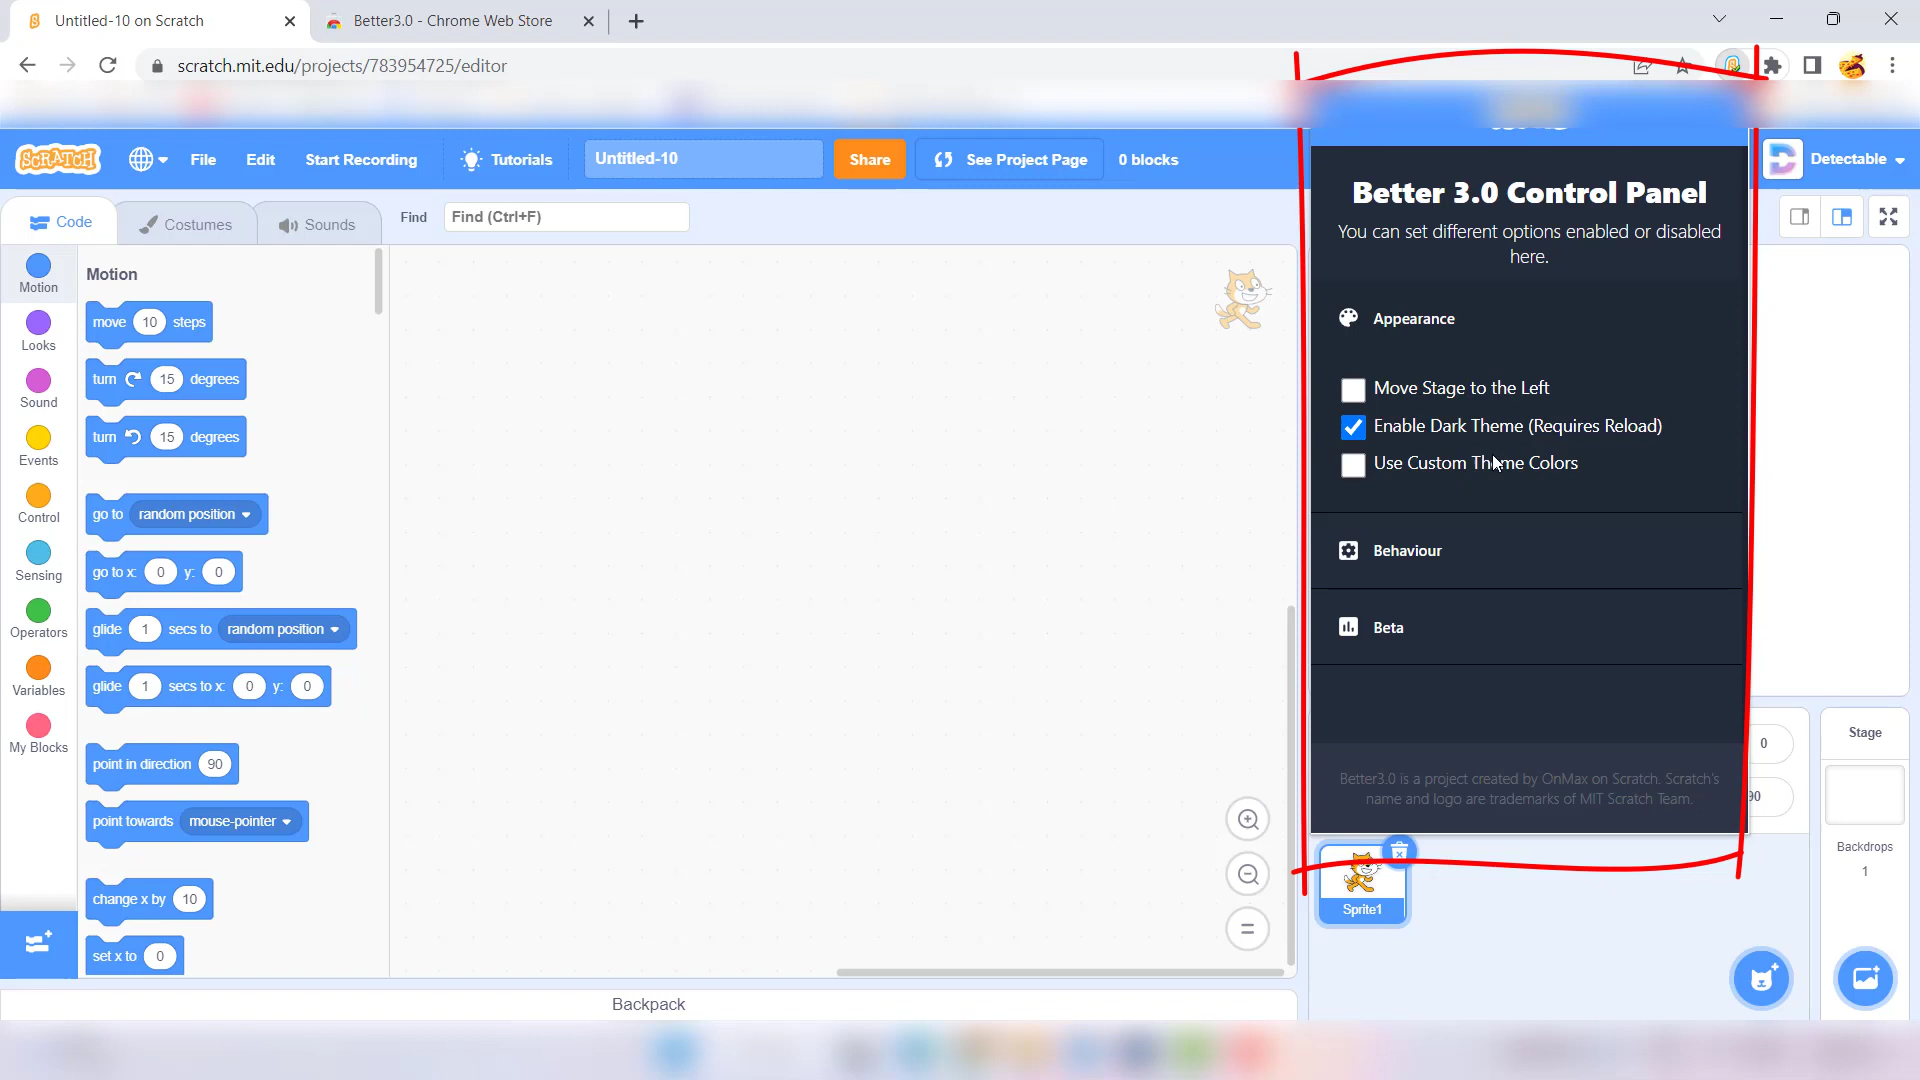 Untitled-10 on Scratch
Better3.0 - Chrome Web Store
scratch.mit.edu/projects/783954725/editor
SCRATCH
File
Edit
Start Recording
Tutorials
Untitled-10
Share
See Project Page
0 blocks
Detectable
Code
Costumes
Sounds
Find
Find (Ctrl+F)
Motion
Looks
Sound
Events
Control
Sensing
Operators
Variables
My Blocks
Motion
move 10 steps
turn 15 degrees
turn 15 degrees
go to random position
go to x: 0 y: 0
glide 1 secs to random position
glide 1 secs to x: 0 y: 0
point in direction 90
point towards mouse-pointer
change x by 10
set x to 0
Backpack
Better 3.0 Control Panel
You can set different options enabled or disabled
here.
Appearance
Move Stage to the Left
Enable Dark Theme (Requires Reload)
Use Custom Theme Colors
Behaviour
Beta
Better3.0 is a project created by OnMax on Scratch. Scratch's
name and logo are trademarks of MIT Scratch Team.
0
90
Sprite1
Stage
Backdrops
1